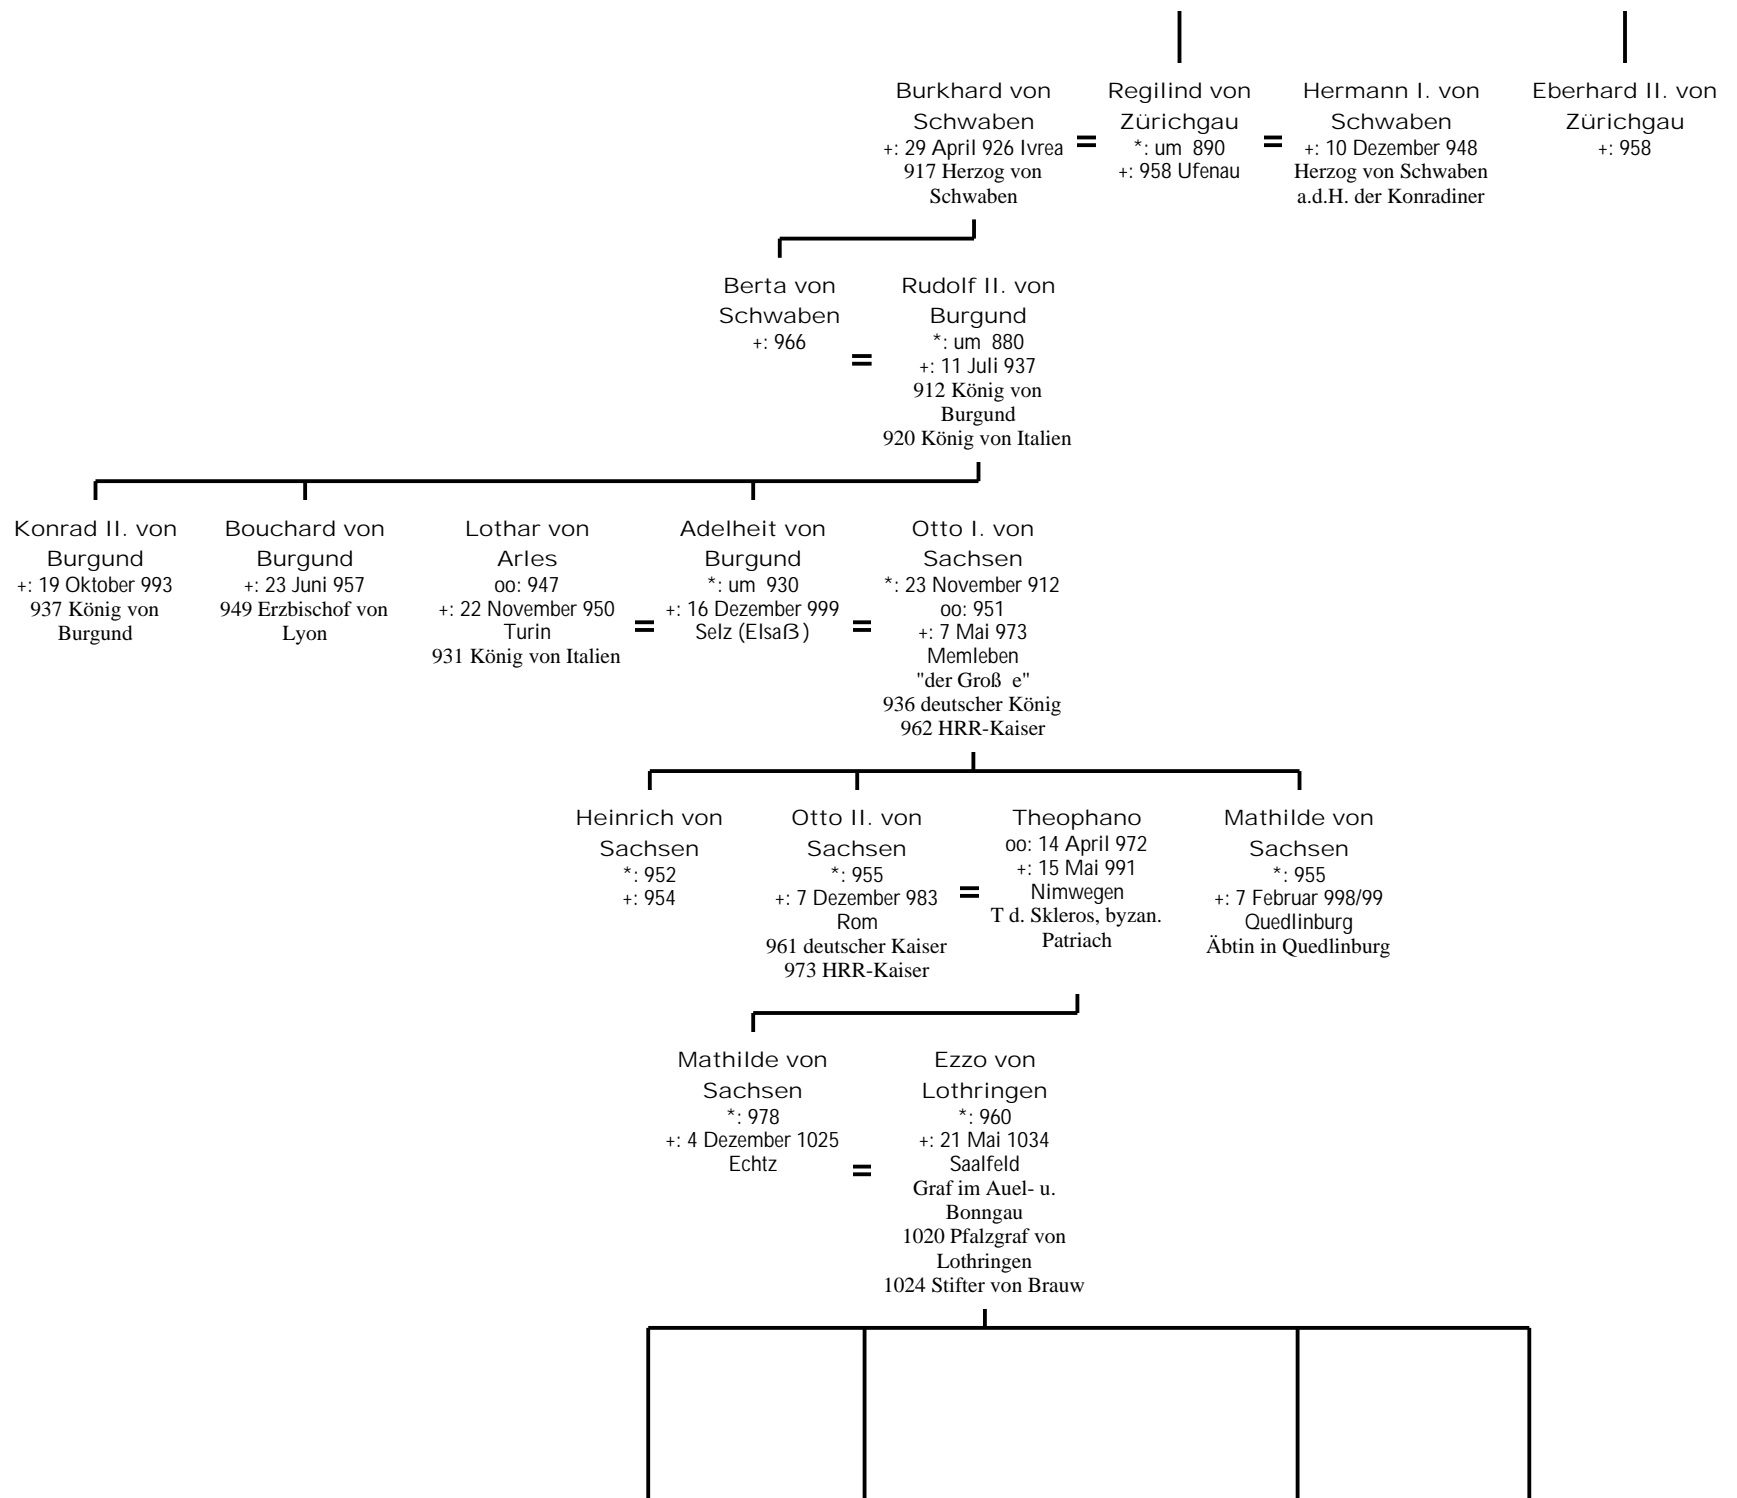 Burkhard von
Schwaben
+: 29 April 926 Ivrea
917 Herzog von
Schwaben
=
Regilind von
Zürichgau
*: um 890
+: 958 Ufenau
=
Hermann I. von
Schwaben
+: 10 Dezember 948
Herzog von Schwaben
a.d.H. der Konradiner
Eberhard II. von
Zürichgau
+: 958
Berta von
Schwaben
+: 966
=
Rudolf II. von
Burgund
*: um 880
+: 11 Juli 937
912 König von
Burgund
920 König von Italien
Konrad II. von
Burgund
+: 19 Oktober 993
937 König von
Burgund
Bouchard von
Burgund
+: 23 Juni 957
949 Erzbischof von
Lyon
Lothar von
Arles
oo: 947
+: 22 November 950
Turin
931 König von Italien
=
Adelheit von
Burgund
*: um 930
+: 16 Dezember 999
Selz (Elsaß)
=
Otto I. von
Sachsen
*: 23 November 912
oo: 951
+: 7 Mai 973
Memleben
"der Groß e"
936 deutscher König
962 HRR-Kaiser
Heinrich von
Sachsen
*: 952
+: 954
Otto II. von
Sachsen
*: 955
+: 7 Dezember 983
Rom
961 deutscher Kaiser
973 HRR-Kaiser
=
Theophano
oo: 14 April 972
+: 15 Mai 991
Nimwegen
T d. Skleros, byzan.
Patriach
Mathilde von
Sachsen
*: 955
+: 7 Februar 998/99
Quedlinburg
Äbtin in Quedlinburg
Mathilde von
Sachsen
*: 978
+: 4 Dezember 1025
Echtz
=
Ezzo von
Lothringen
*: 960
+: 21 Mai 1034
Saalfeld
Graf im Auel- u.
Bonngau
1020 Pfalzgraf von
Lothringen
1024 Stifter von Brauw